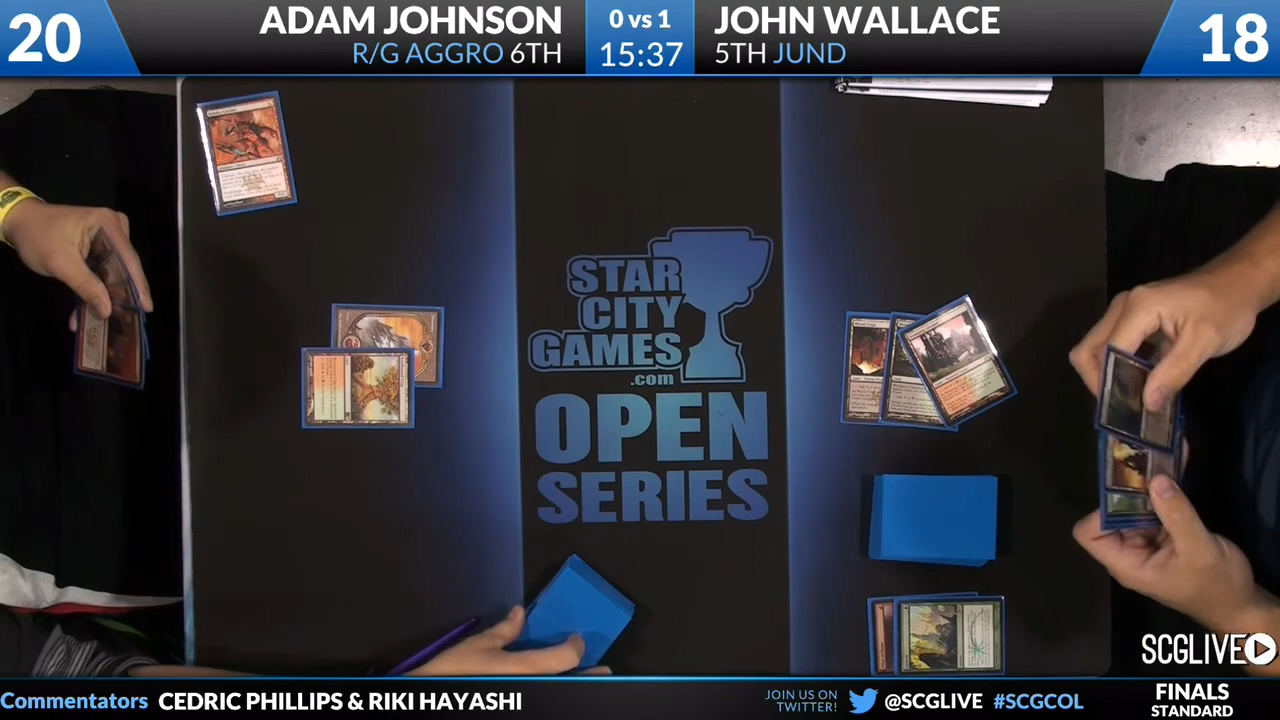 20
ADAM JOHNSON
R/G AGGRO 6TH
0 vs 1
15:37
JOHN WALLACE
5TH JUND
18
STAR
CITY
GAMES
.com
OPEN
SERIES
SCGLIVE
Commentators CEDRIC PHILLIPS & RIKI HAYASHI
JOIN US ON
TWITTER!
@SCGLIVE #SCGCOL
FINALS
STANDARD